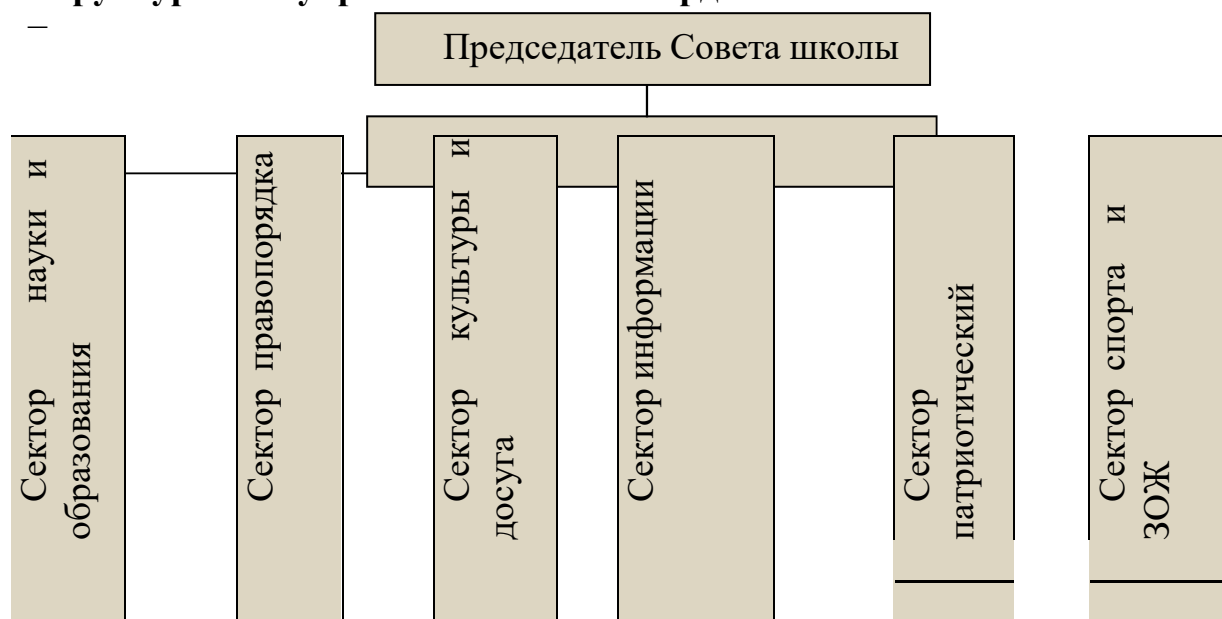 Председатель Совета школы
Сектор науки и
образования
Сектор правопорядка
Сектор культуры и
досуга
Сектор информации
Сектор
патриотический
Сектор спорта и
ЗОЖ